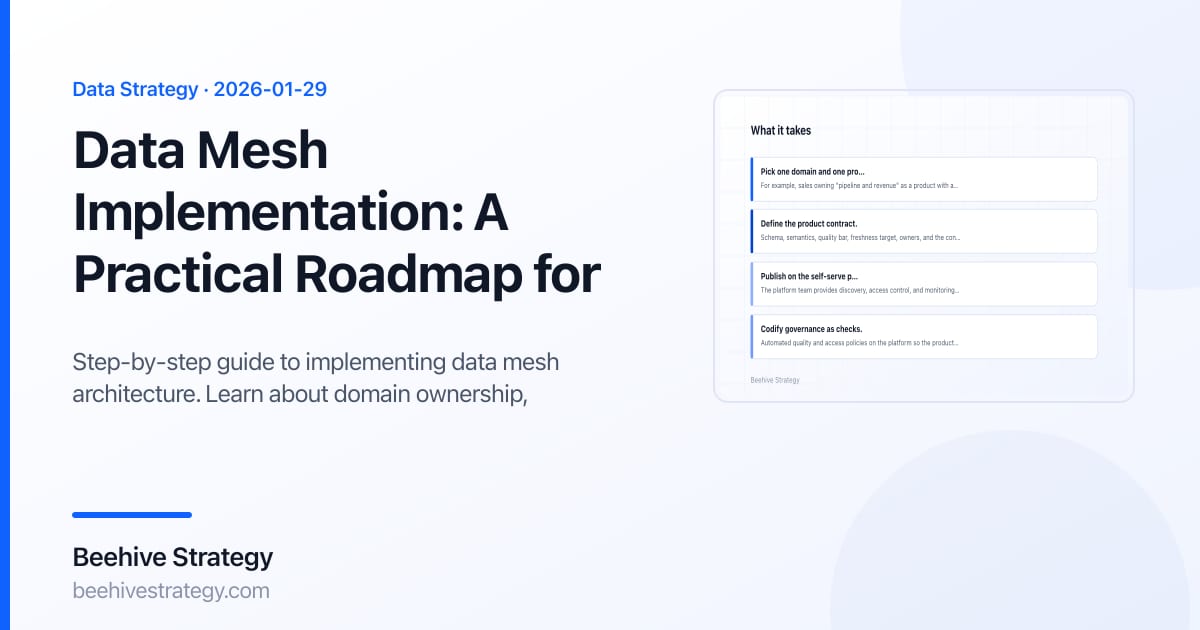 Data Strategy · 2026-01-29
Data Mesh
Implementation: A
Practical Roadmap for
Step-by-step guide to implementing data mesh
architecture. Learn about domain ownership,
Beehive Strategy
beehivestrategy.com
What it takes
Pick one domain and one pro...
For example, sales owning "pipeline and revenue" as a product with a...
Define the product contract.
Schema, semantics, quality bar, freshness target, owners, and the con...
Publish on the self-serve p...
The platform team provides discovery, access control, and monitoring...
Codify governance as checks.
Automated quality and access policies on the platform so the product...
Beehive Strategy